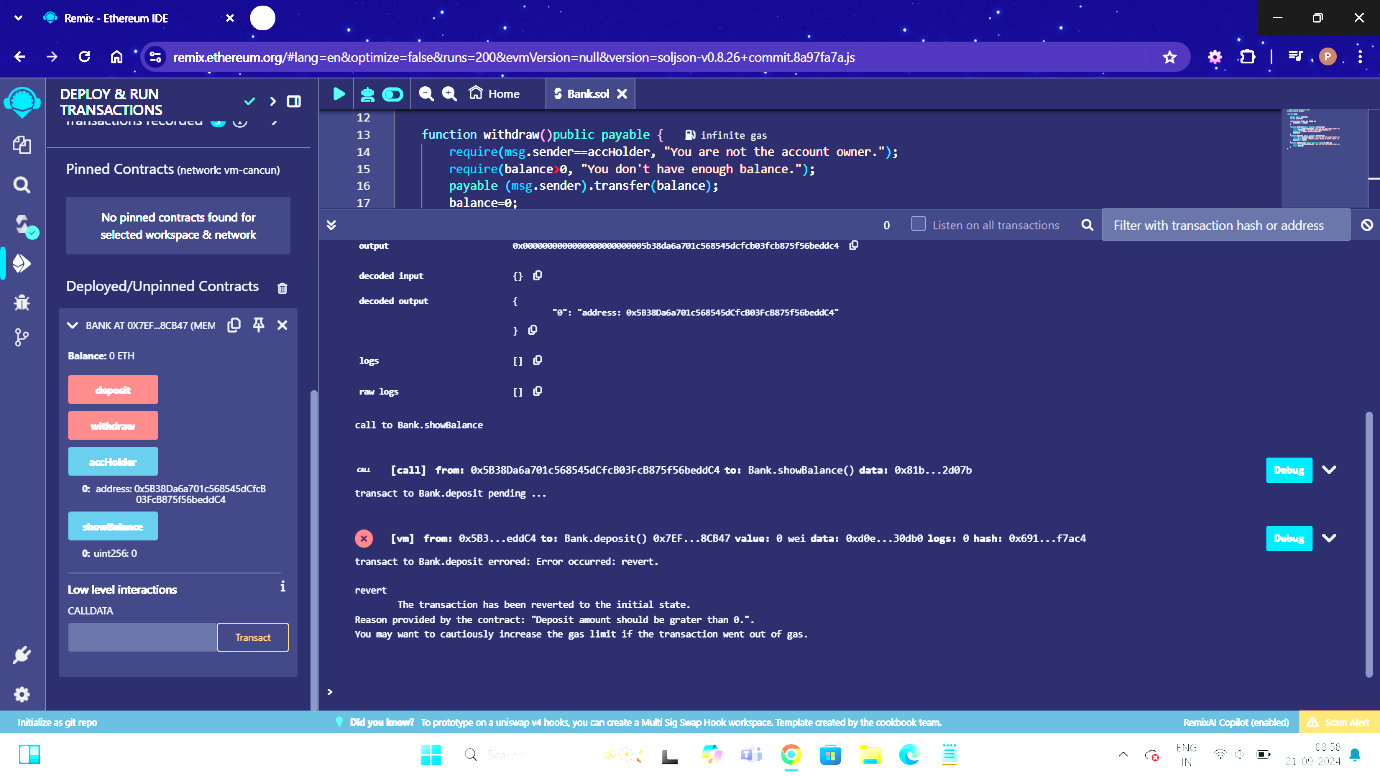 Remix - Ethereum IDE
remix.ethereum.org/#lang=en&optimize=false&runs=200&evmVersion=null&version=soljson-v0.8.26+commit.8a97fa7a.js
P
DEPLOY & RUN
TRANSACTIONS
Transactions recorded
Pinned Contracts (network: vm-cancun)
No pinned contracts found for
selected workspace & network
Deployed/Unpinned Contracts
BANK AT 0X7EF...8CB47 (MEM
Balance: 0 ETH
deposit
withdraw
accHolder
0: address: 0x5B38Da6a701c568545dCfcB
03FcB875f56beddC4
showBalance
0: uint256: 0
Low level interactions
i
CALLDATA
Transact
Home
Bank.sol
12
13 function withdraw()public payable { infinite gas
14 require(msg.sender==accHolder, "You are not the account owner.");
15 require(balance>0, "You don't have enough balance.");
16 payable (msg.sender).transfer(balance);
17 balance=0;
0
Listen on all transactions
Filter with transaction hash or address
output 0x0000000000000000000000005b38da6a701c568545dcfcb03fcb875f56beddc4
decoded input {}
decoded output {
"0": "address: 0x5B38Da6a701c568545dCfcB03FcB875f56beddC4"
}
logs []
raw logs []
call to Bank.showBalance
CALL [call] from: 0x5B38Da6a701c568545dCfcB03FcB875f56beddC4 to: Bank.showBalance() data: 0x81b...2d07b
Debug
transact to Bank.deposit pending ...
[vm] from: 0x5B3...eddC4 to: Bank.deposit() 0x7EF...8CB47 value: 0 wei data: 0xd0e...30db0 logs: 0 hash: 0x691...f7ac4
Debug
transact to Bank.deposit errored: Error occurred: revert.
revert
The transaction has been reverted to the initial state.
Reason provided by the contract: "Deposit amount should be grater than 0.".
You may want to cautiously increase the gas limit if the transaction went out of gas.
>
Initialize as git repo
Did you know? To prototype on a uniswap v4 hooks, you can create a Multi Sig Swap Hook workspace. Template created by the cookbook team.
RemixAI Copilot (enabled)
Scam Alert
Search
ENG
IN
08:58
21-09-2024